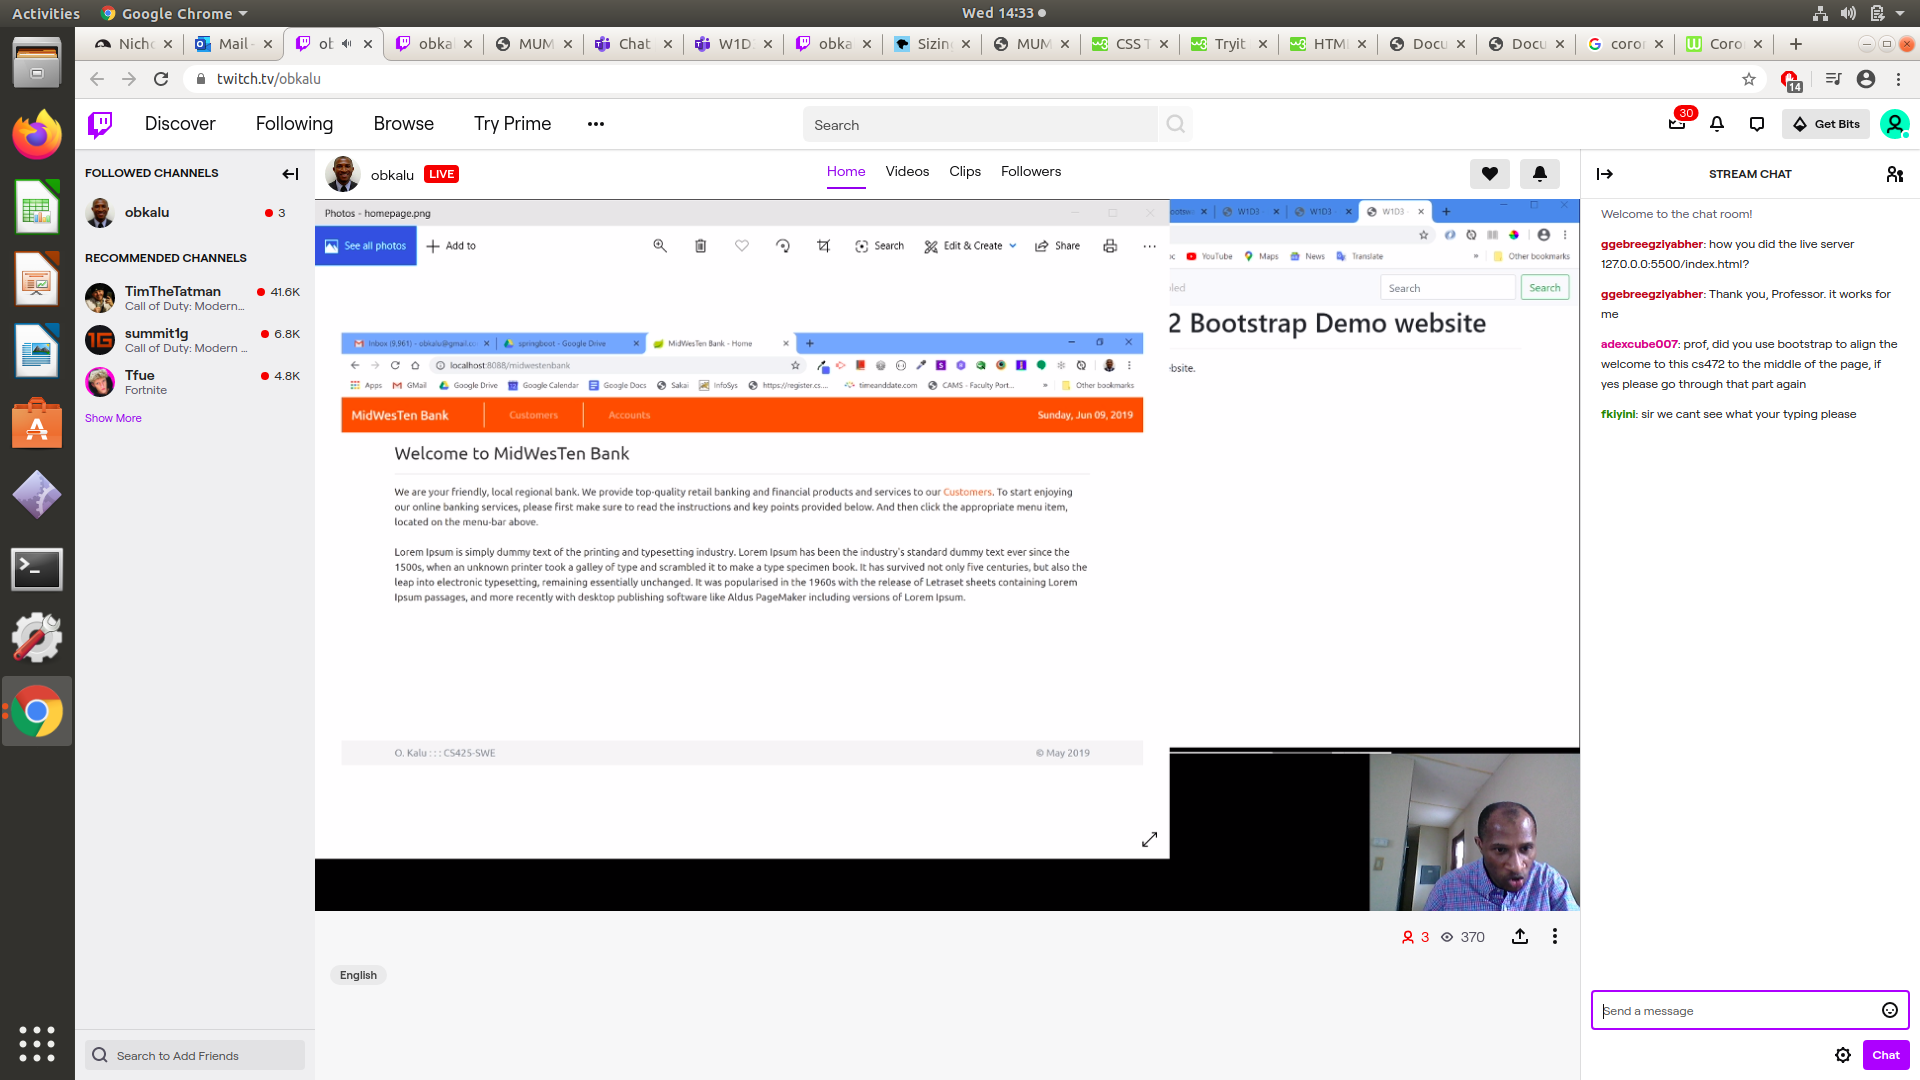 Activities
Google Chrome
Wed 14:33
Nicho
Mail -
ob
obka
MUM
Chat
W1D
obka
Sizin
MUM
CSS T
Tryit
HTML
Docu
Docu
coro
Coro
twitch.tv/obkalu
14
Discover
Following
Browse
Try Prime
Search
30
Get Bits
FOLLOWED CHANNELS
obkalu
3
RECOMMENDED CHANNELS
TimTheTatman
41.6K
Call of Duty: Modern...
summit1g
6.8K
Call of Duty: Modern ...
Tfue
4.8K
Fortnite
Show More
Search to Add Friends
obkalu
LIVE
Home
Videos
Clips
Followers
Photos - homepage.png
See all photos
Add to
Search
Edit & Create
Share
Inbox (9,961) - obkalu@gmail.co
springboot - Google Drive
MidWesTen Bank - Home
localhost:8088/midwestenbank
Apps
GMail
Google Drive
Google Calendar
Google Docs
Sakai
InfoSys
https://register.cs....
timeanddate.com
CAMS - Faculty Port...
Other bookmarks
MidWesTen Bank
Customers
Accounts
Sunday, Jun 09, 2019
Welcome to MidWesTen Bank
We are your friendly, local regional bank. We provide top-quality retail banking and financial products and services to our Customers. To start enjoying
our online banking services, please first make sure to read the instructions and key points provided below. And then click the appropriate menu item,
located on the menu-bar above.
Lorem Ipsum is simply dummy text of the printing and typesetting industry. Lorem Ipsum has been the industry's standard dummy text ever since the
1500s, when an unknown printer took a galley of type and scrambled it to make a type specimen book. It has survived not only five centuries, but also the
leap into electronic typesetting, remaining essentially unchanged. It was popularised in the 1960s with the release of Letraset sheets containing Lorem
Ipsum passages, and more recently with desktop publishing software like Aldus PageMaker including versions of Lorem Ipsum.
O. Kalu : : : CS425-SWE
© May 2019
W1D3
W1D3
W1D3
YouTube
Maps
News
Translate
Other bookmarks
Search
Search
2 Bootstrap Demo website
ebsite.
3
370
English
STREAM CHAT
Welcome to the chat room!
ggebreegziyabher: how you did the live server
127.0.0.0:5500/index.html?
ggebreegziyabher: Thank you, Professor. it works for
me
adexcube007: prof, did you use bootstrap to align the
welcome to this cs472 to the middle of the page, if
yes please go through that part again
fkiyini: sir we cant see what your typing please
Send a message
Chat